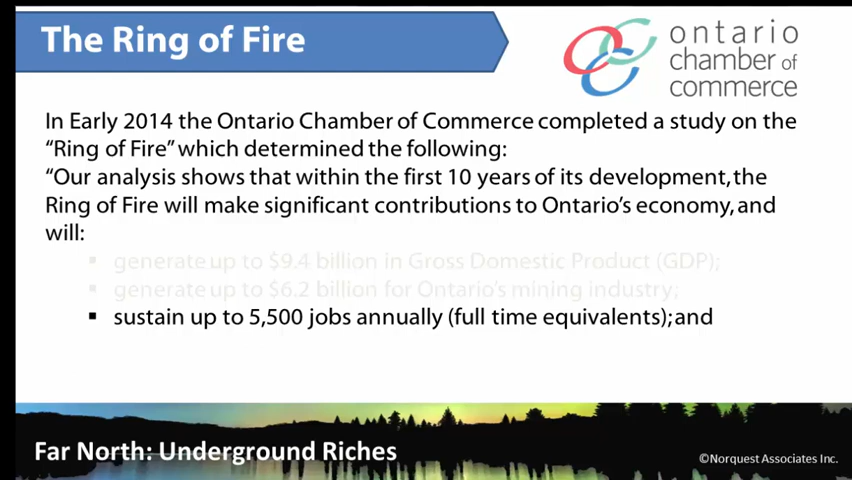 The Ring of Fire
ontario
chamber of
commerce
In Early 2014 the Ontario Chamber of Commerce completed a study on the
“Ring of Fire” which determined the following:
“Our analysis shows that within the first 10 years of its development, the
Ring of Fire will make significant contributions to Ontario’s economy, and
will:
▪ generate up to $9.4 billion in Gross Domestic Product (GDP);
▪ generate up to $6.2 billion for Ontario’s mining industry;
▪ sustain up to 5,500 jobs annually (full time equivalents); and
Far North: Underground Riches
©Norquest Associates Inc.